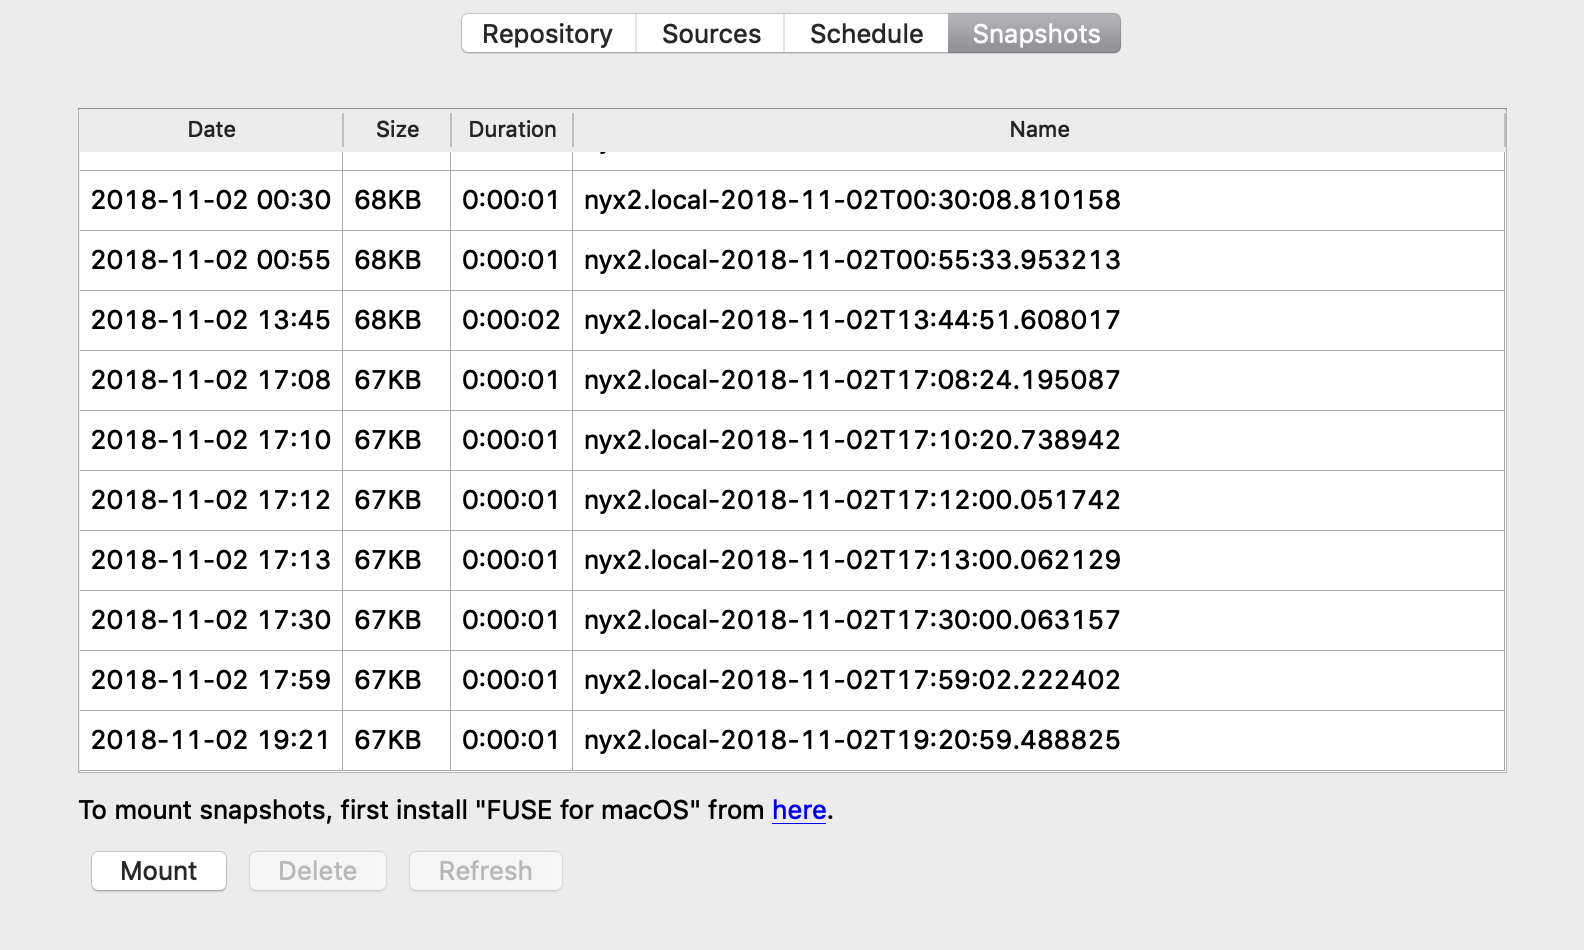 Repository Sources Schedule Snapshots
Date Size Duration Name
2018-11-02 00:30 68KB 0:00:01 nyx2.local-2018-11-02T00:30:08.810158
2018-11-02 00:55 68KB 0:00:01 nyx2.local-2018-11-02T00:55:33.953213
2018-11-02 13:45 68KB 0:00:02 nyx2.local-2018-11-02T13:44:51.608017
2018-11-02 17:08 67KB 0:00:01 nyx2.local-2018-11-02T17:08:24.195087
2018-11-02 17:10 67KB 0:00:01 nyx2.local-2018-11-02T17:10:20.738942
2018-11-02 17:12 67KB 0:00:01 nyx2.local-2018-11-02T17:12:00.051742
2018-11-02 17:13 67KB 0:00:01 nyx2.local-2018-11-02T17:13:00.062129
2018-11-02 17:30 67KB 0:00:01 nyx2.local-2018-11-02T17:30:00.063157
2018-11-02 17:59 67KB 0:00:01 nyx2.local-2018-11-02T17:59:02.222402
2018-11-02 19:21 67KB 0:00:01 nyx2.local-2018-11-02T19:20:59.488825
To mount snapshots, first install "FUSE for macOS" from here.
Mount Delete Refresh